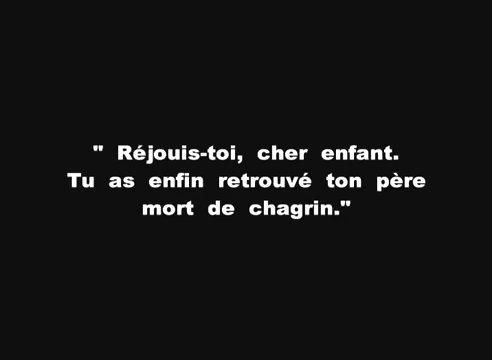 " Réjouis-toi, cher enfant.
Tu as enfin retrouvé ton père
mort de chagrin."